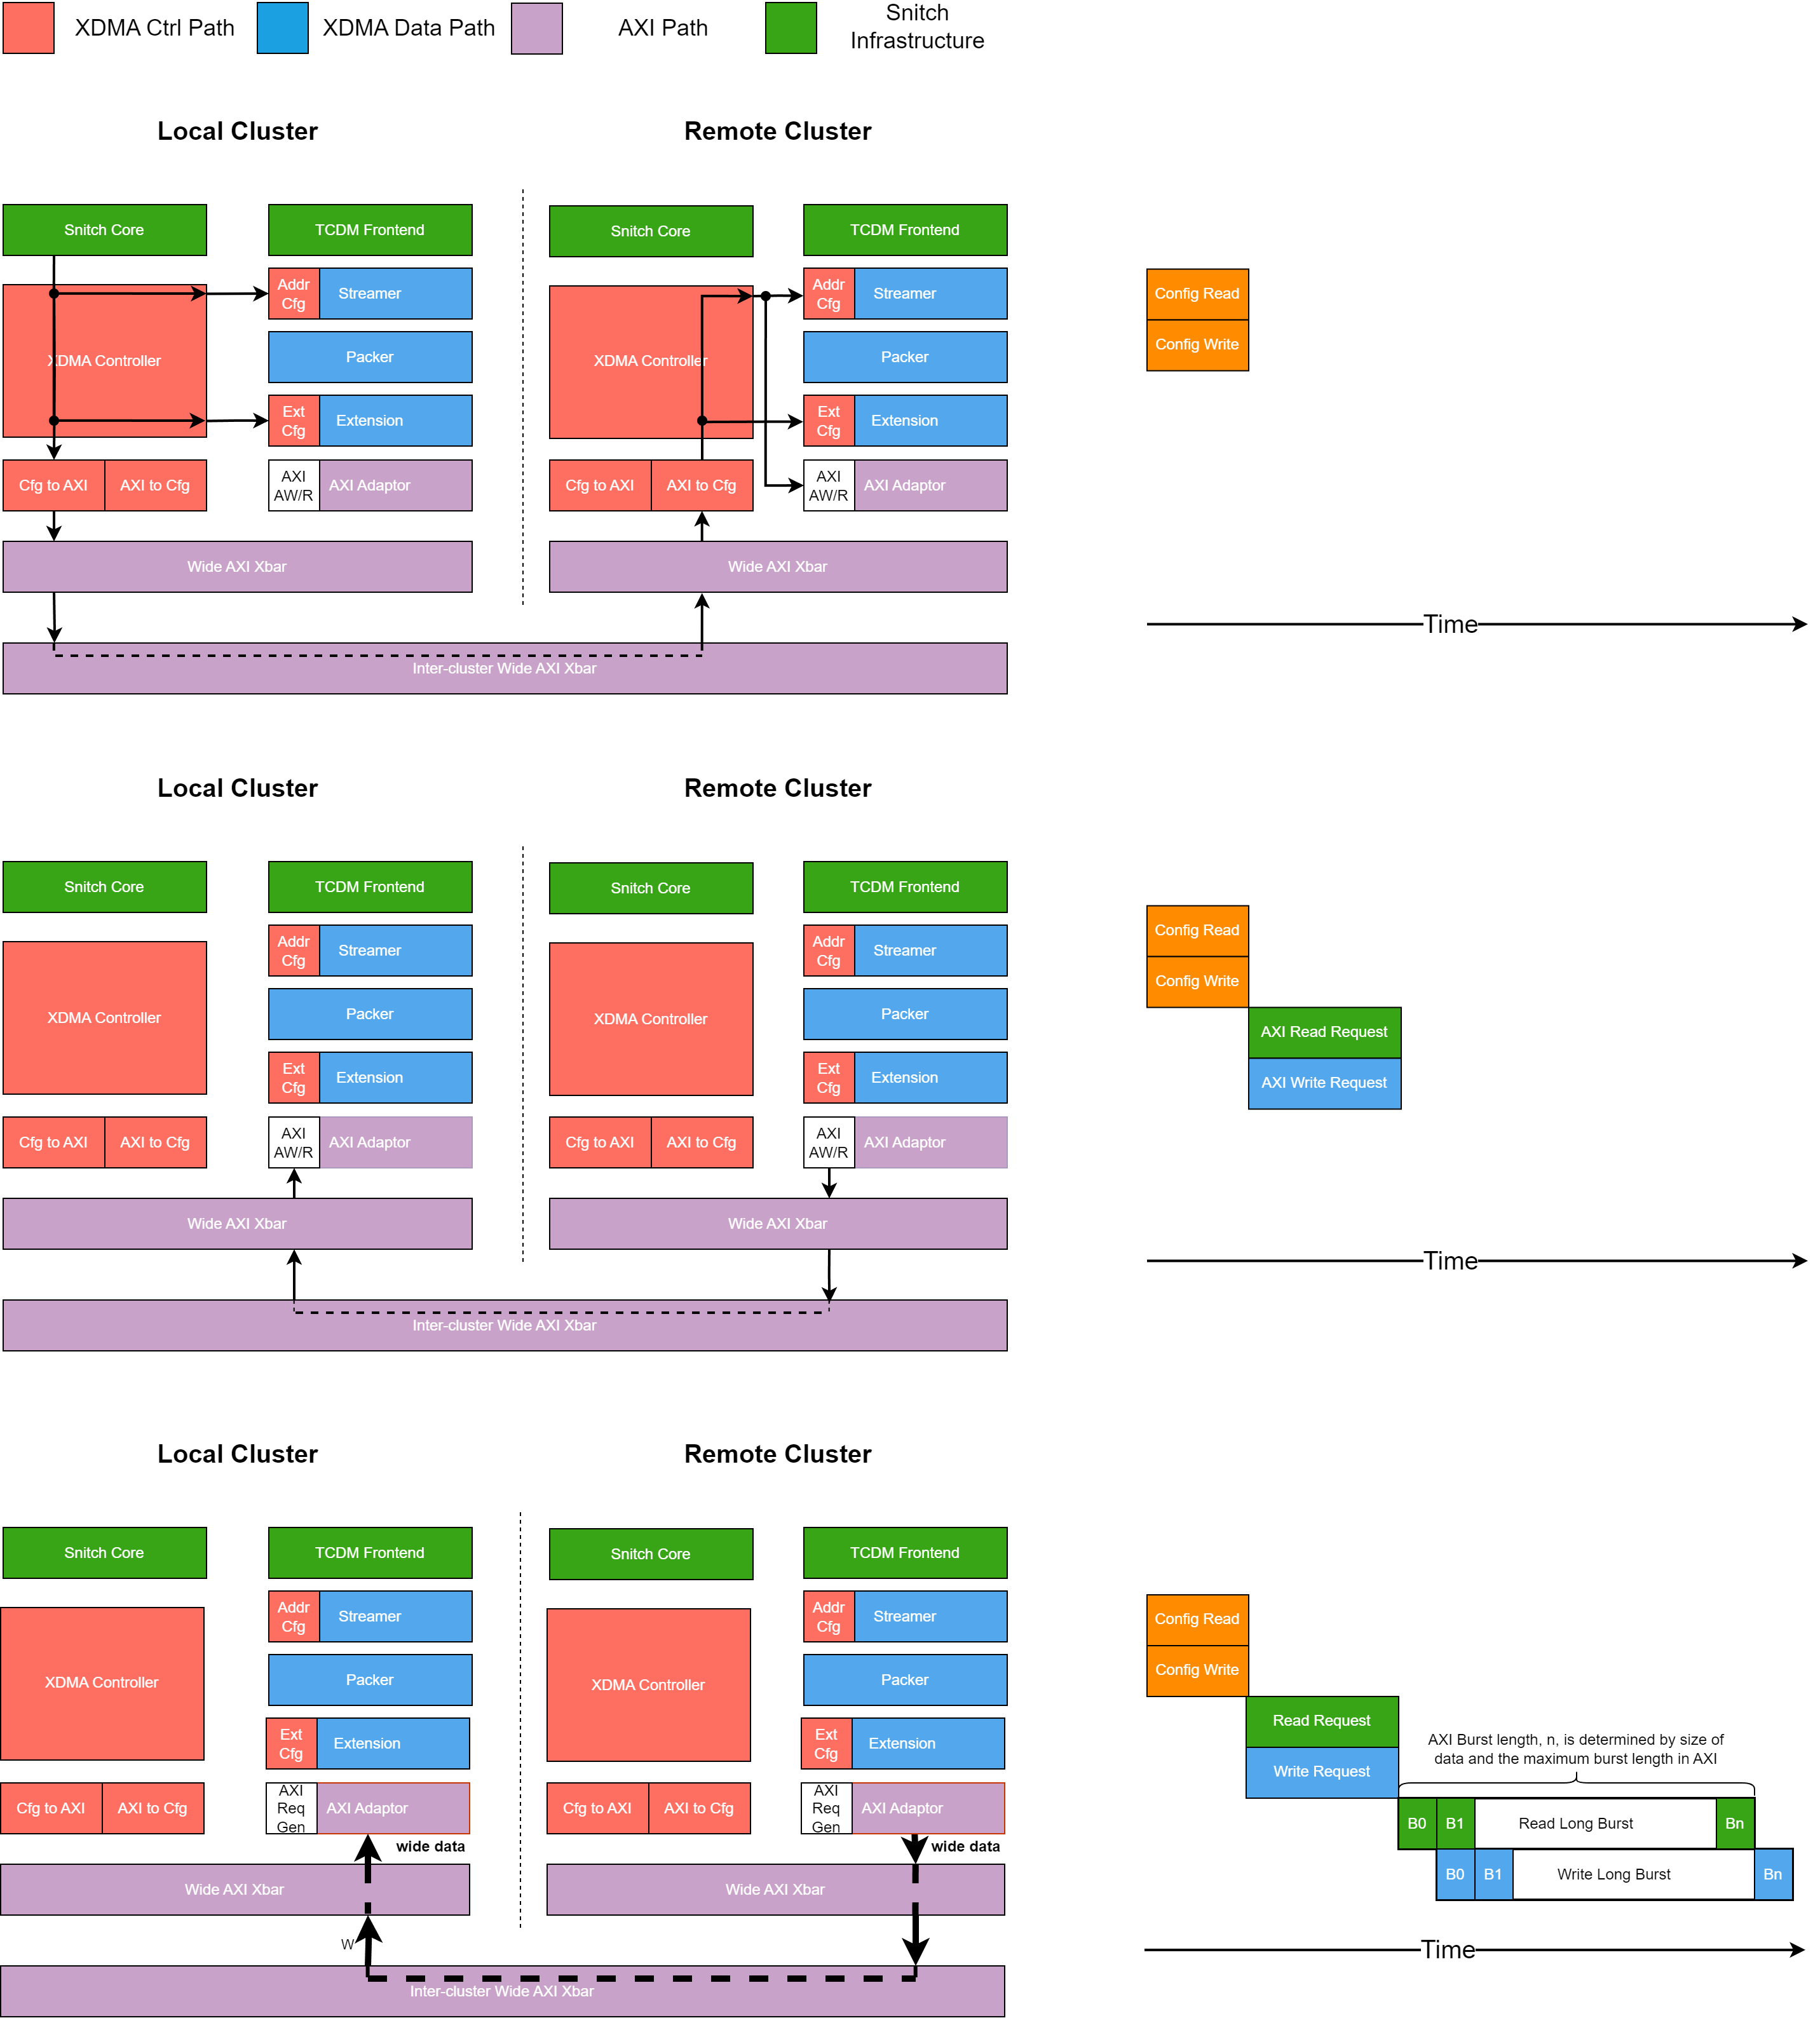 XDMA Ctrl Path
XDMA Data Path
AXI Path
Snitch
Infrastructure
Local Cluster
Remote Cluster
Snitch Core
TCDM Frontend
Snitch Core
TCDM Frontend
Addr
Cfg
Streamer
Addr
Cfg
Streamer
Config Read
XDMA Controller
Packer
XDMA Controller
Packer
Config Write
Ext
Cfg
Extension
Ext
Cfg
Extension
Cfg to AXI
AXI to Cfg
AXI
AW/R
AXI Adaptor
Cfg to AXI
AXI to Cfg
AXI
AW/R
AXI Adaptor
Wide AXI Xbar
Wide AXI Xbar
Time
Inter-cluster Wide AXI Xbar
Local Cluster
Remote Cluster
Snitch Core
TCDM Frontend
Snitch Core
TCDM Frontend
Addr
Cfg
Streamer
Addr
Cfg
Streamer
Config Read
XDMA Controller
Packer
XDMA Controller
Packer
Config Write
AXI Read Request
Ext
Cfg
Extension
Ext
Cfg
Extension
AXI Write Request
Cfg to AXI
AXI to Cfg
AXI
AW/R
AXI Adaptor
Cfg to AXI
AXI to Cfg
AXI
AW/R
AXI Adaptor
Wide AXI Xbar
Wide AXI Xbar
Time
Inter-cluster Wide AXI Xbar
Local Cluster
Remote Cluster
Snitch Core
TCDM Frontend
Snitch Core
TCDM Frontend
Addr
Cfg
Streamer
Addr
Cfg
Streamer
Config Read
XDMA Controller
Packer
XDMA Controller
Packer
Config Write
Read Request
Ext
Cfg
Extension
Ext
Cfg
Extension
Write Request
AXI Burst length, n, is determined by size of
data and the maximum burst length in AXI
Cfg to AXI
AXI to Cfg
AXI
Req
Gen
AXI Adaptor
Cfg to AXI
AXI to Cfg
AXI
Req
Gen
AXI Adaptor
B0
B1
Read Long Burst
Bn
wide data
wide data
B0
B1
Write Long Burst
Bn
Wide AXI Xbar
Wide AXI Xbar
W
Time
Inter-cluster Wide AXI Xbar